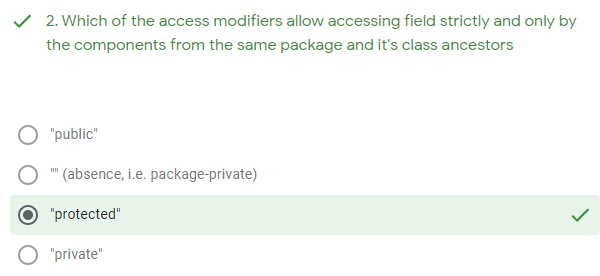 2. Which of the access modifiers allow accessing field strictly and only by
the components from the same package and it's class ancestors
"public"
"" (absence, i.e. package-private)
"protected"
"private"